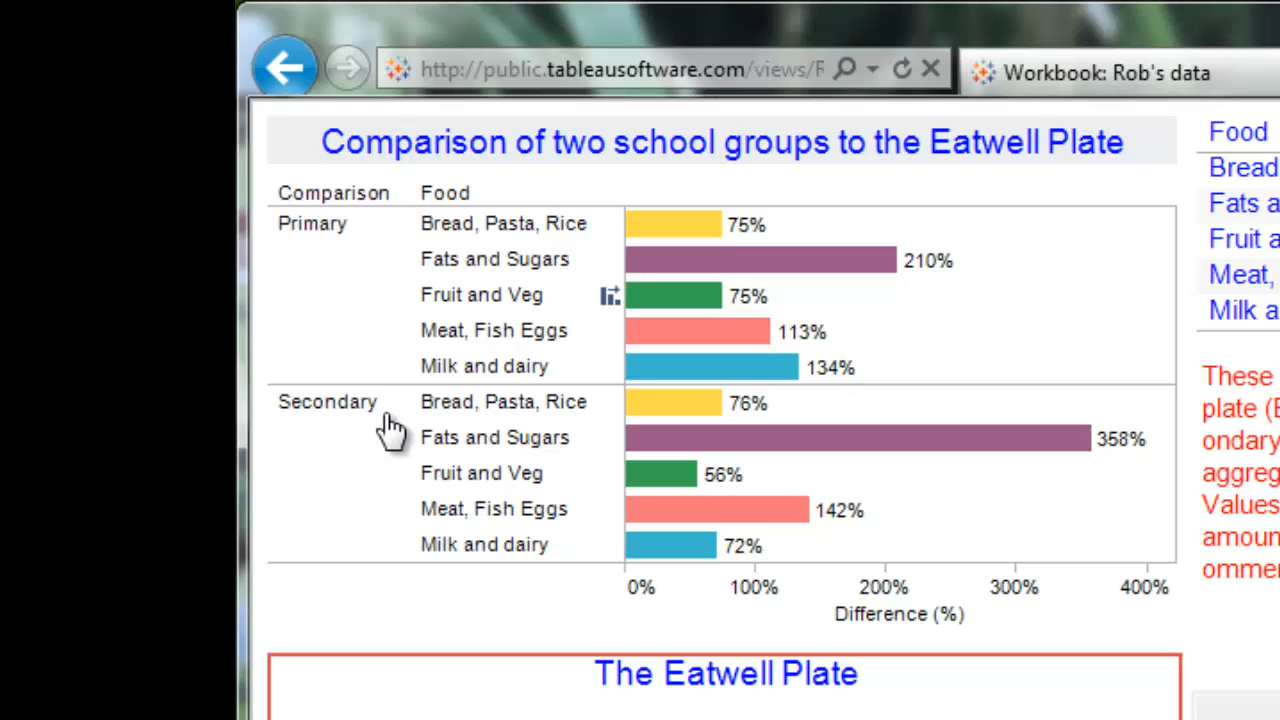 http://public.tableausoftware.com/views/R
Workbook: Rob's data
Comparison of two school groups to the Eatwell Plate
Comparison Food
Primary Bread, Pasta, Rice 75%
Fats and Sugars 210%
Fruit and Veg 75%
Meat, Fish Eggs 113%
Milk and dairy 134%
Secondary Bread, Pasta, Rice 76%
Fats and Sugars 358%
Fruit and Veg 56%
Meat, Fish Eggs 142%
Milk and dairy 72%
0% 100% 200% 300% 400%
Difference (%)
The Eatwell Plate
Food
Bread
Fats a
Fruit a
Meat,
Milk a
These
plate (E
ondary
aggreg
Values
amoun
ommen